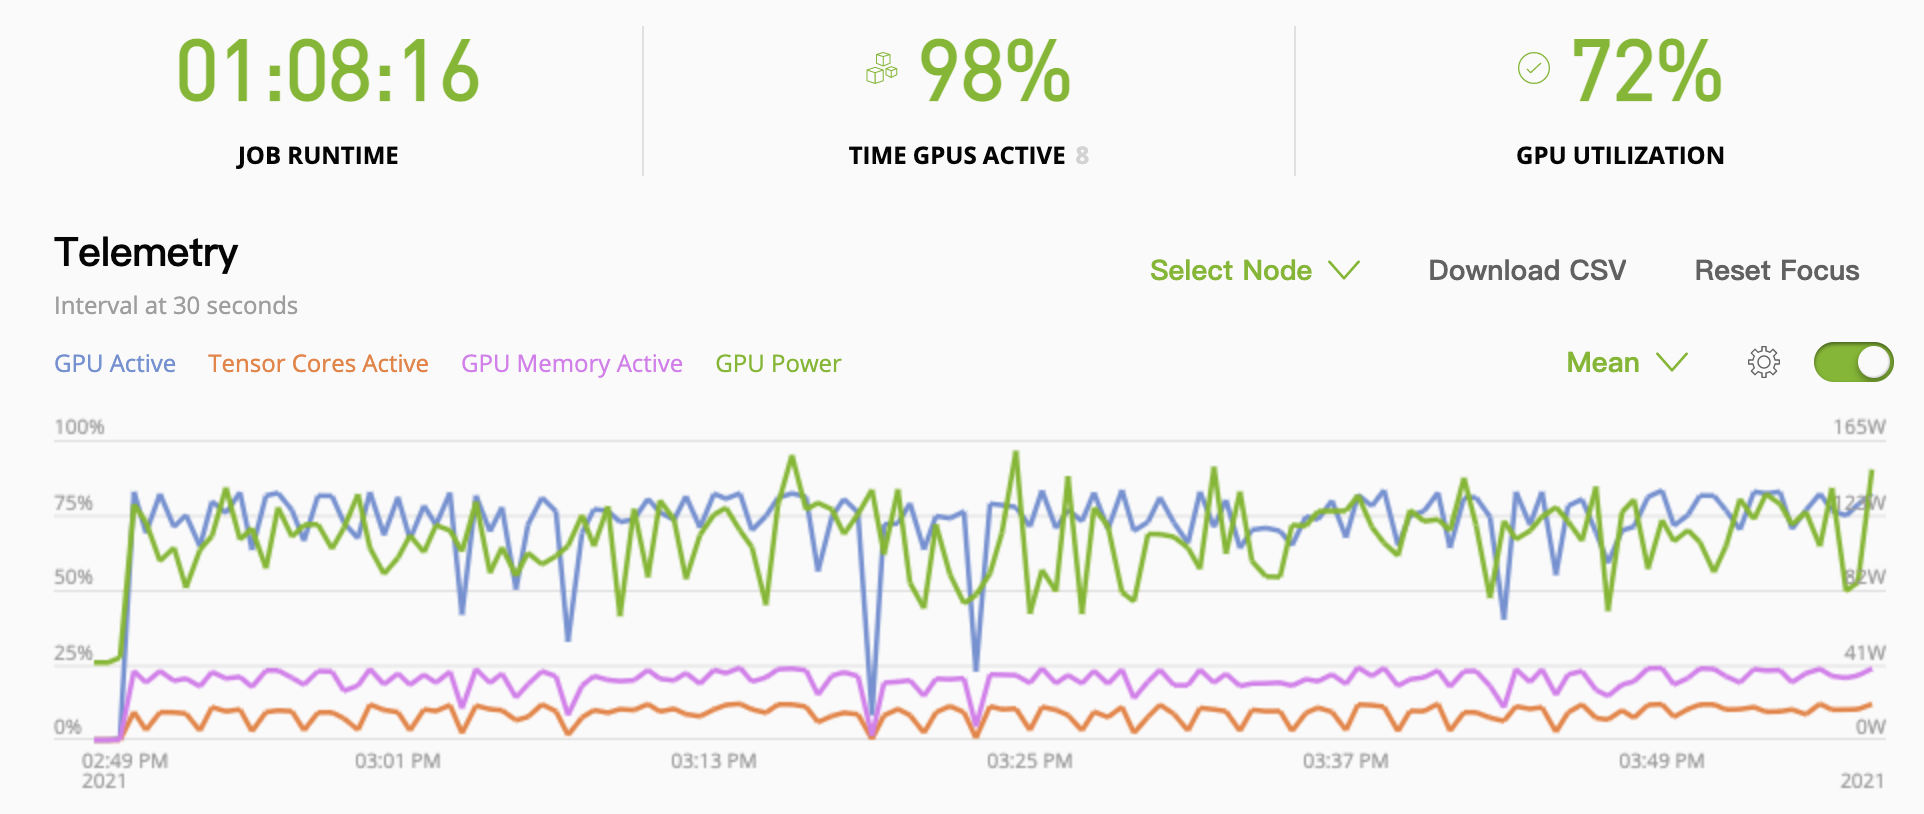 01:08:16
JOB RUNTIME
98%
TIME GPUS ACTIVE 8
72%
GPU UTILIZATION
Telemetry
Interval at 30 seconds
Select Node
Download CSV
Reset Focus
GPU Active
Tensor Cores Active
GPU Memory Active
GPU Power
Mean
100%
165W
75%
123W
50%
82W
25%
41W
0%
0W
02:49 PM
03:01 PM
03:13 PM
03:25 PM
03:37 PM
03:49 PM
2021
2021